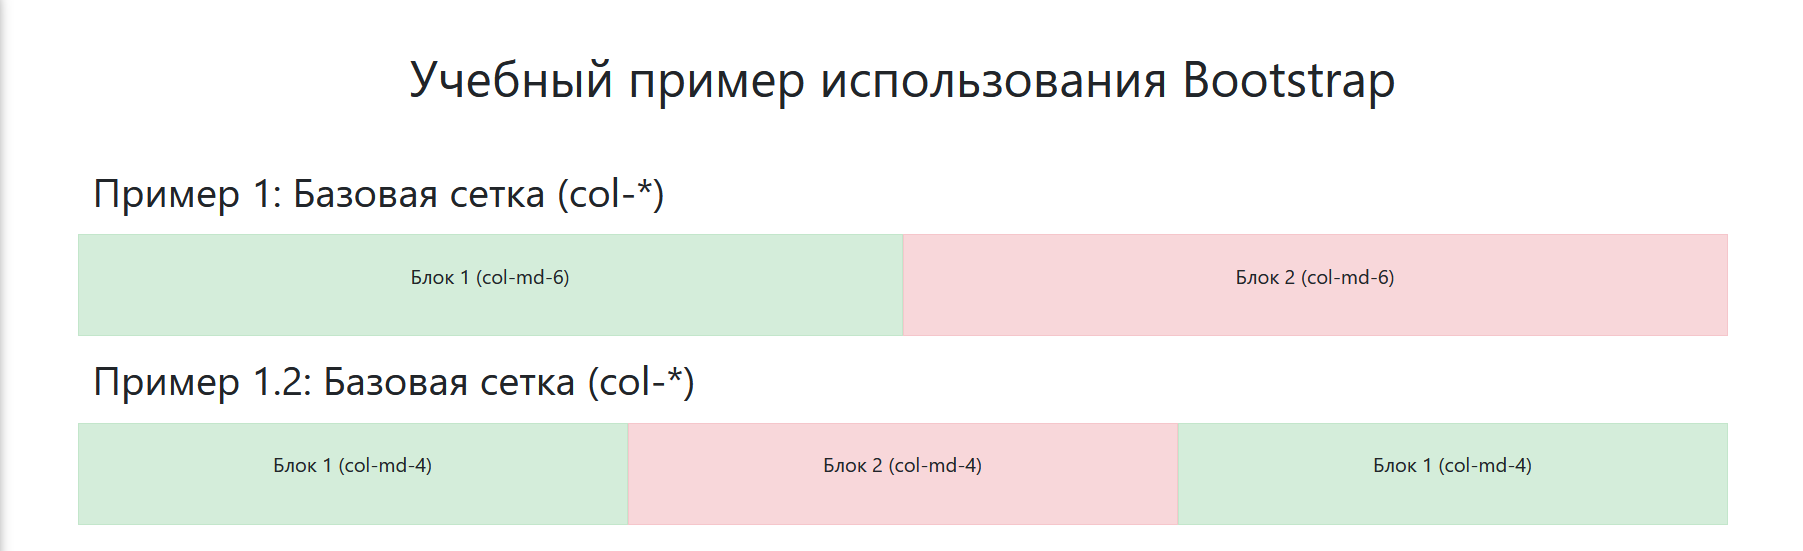 Учебный пример использования Bootstrap
Пример 1: Базовая сетка (col-*)
Блок 1 (col-md-6)
Блок 2 (col-md-6)
Пример 1.2: Базовая сетка (col-*)
Блок 1 (col-md-4)
Блок 2 (col-md-4)
Блок 1 (col-md-4)